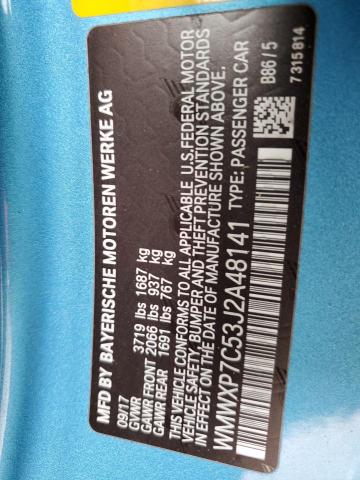 MFD BY BAYERISCHE MOTOREN WERKE AG
09/17
GVWR 3719 lbs 1687 kg
GAWR FRONT 2066 lbs 937 kg
GAWR REAR 1691 lbs 767 kg
THIS VEHICLE CONFORMS TO ALL APPLICABLE U.S.FEDERAL MOTOR
VEHICLE SAFETY, BUMPER AND THEFT PREVENTION STANDARDS
IN EFFECT ON THE DATE OF MANUFACTURE SHOWN ABOVE.
WMWXP7C53J2A48141 TYPE: PASSENGER CAR
B86/5
7315814